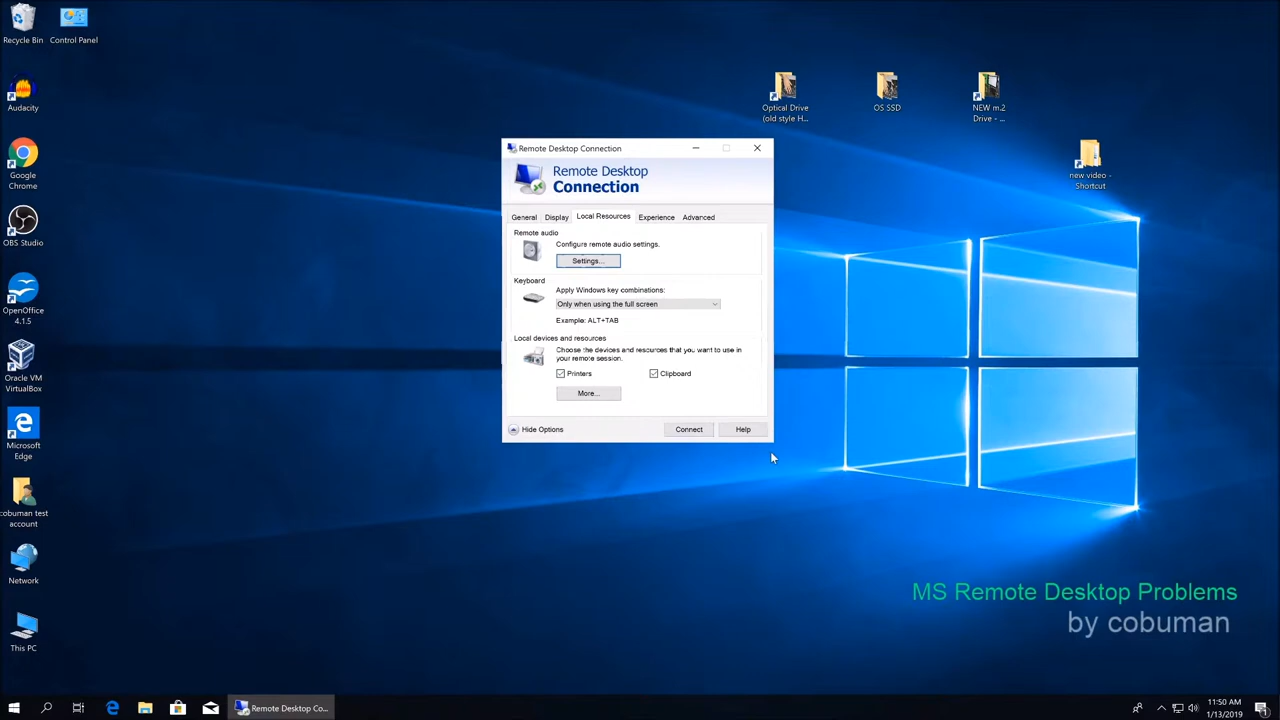 Recycle Bin
Control Panel
Audacity
Google
Chrome
OBS Studio
OpenOffice
4.1.5
Oracle VM
VirtualBox
Microsoft
Edge
cobuman test
account
Network
This PC
Optical Drive
(old style H...
OS SSD
NEW m.2
Drive - ...
new video -
Shortcut
Remote Desktop Connection
Remote Desktop
Connection
General Display Local Resources Experience Advanced
Remote audio
Configure remote audio settings.
Settings...
Keyboard
Apply Windows key combinations:
Only when using the full screen
Example: ALT+TAB
Local devices and resources
Choose the devices and resources that you want to use in
your remote session.
Printers Clipboard
More...
Hide Options Connect Help
MS Remote Desktop Problems
by cobuman
Remote Desktop Co...
11:50 AM
1/13/2019
1